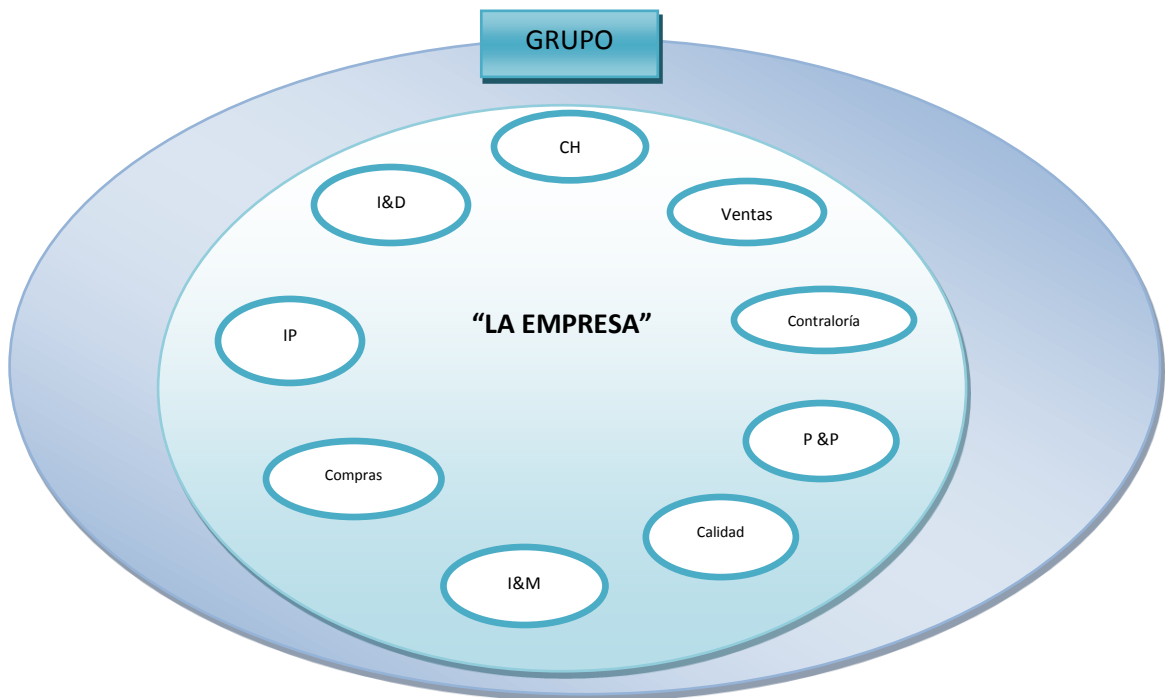 GRUPO
CH
I&D
Ventas
“LA EMPRESA”
Contraloría
IP
P &P
Compras
Calidad
I&M